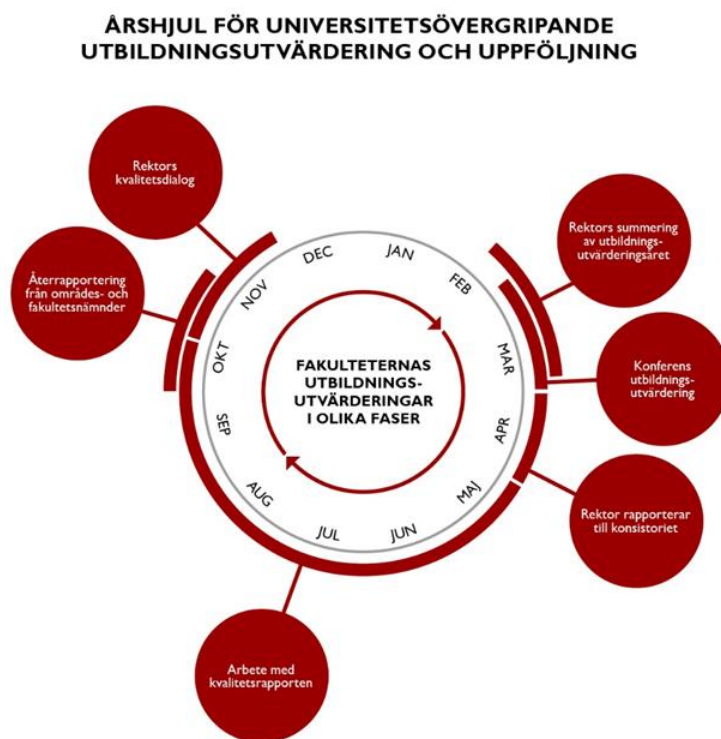 ÅRSHJUL FÖR UNIVERSITETSÖVERGRIPANDE
UTBILDNINGSUTVÄRDERING OCH UPPFÖLJNING
Rektors
kvalitetsdialog
Återrapportering
från områdes- och
fakultetsnämnder
Rektors summering
av utbildnings-
utvärderingsåret
Konferens
utbildnings-
utvärdering
Rektor rapporterar
till konsistoriet
Arbete med
kvalitetsrapporten
JAN
FEB
MAR
APR
MAJ
JUN
JUL
AUG
SEP
OKT
NOV
DEC
FAKULTETERNAS
UTBILDNINGS-
UTVÄRDERINGAR
I OLIKA FASER